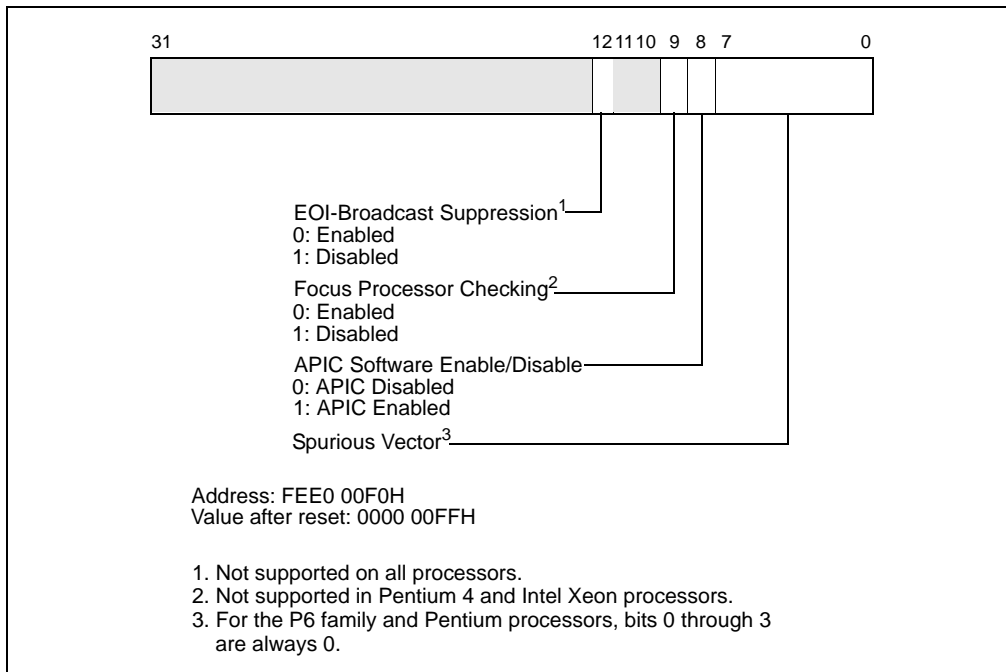 31 12 11 10 9 8 7 0
EOI-Broadcast Suppression1
0: Enabled
1: Disabled
Focus Processor Checking2
0: Enabled
1: Disabled
APIC Software Enable/Disable
0: APIC Disabled
1: APIC Enabled
Spurious Vector3
Address: FEE0 00F0H
Value after reset: 0000 00FFH
1. Not supported on all processors.
2. Not supported in Pentium 4 and Intel Xeon processors.
3. For the P6 family and Pentium processors, bits 0 through 3
are always 0.